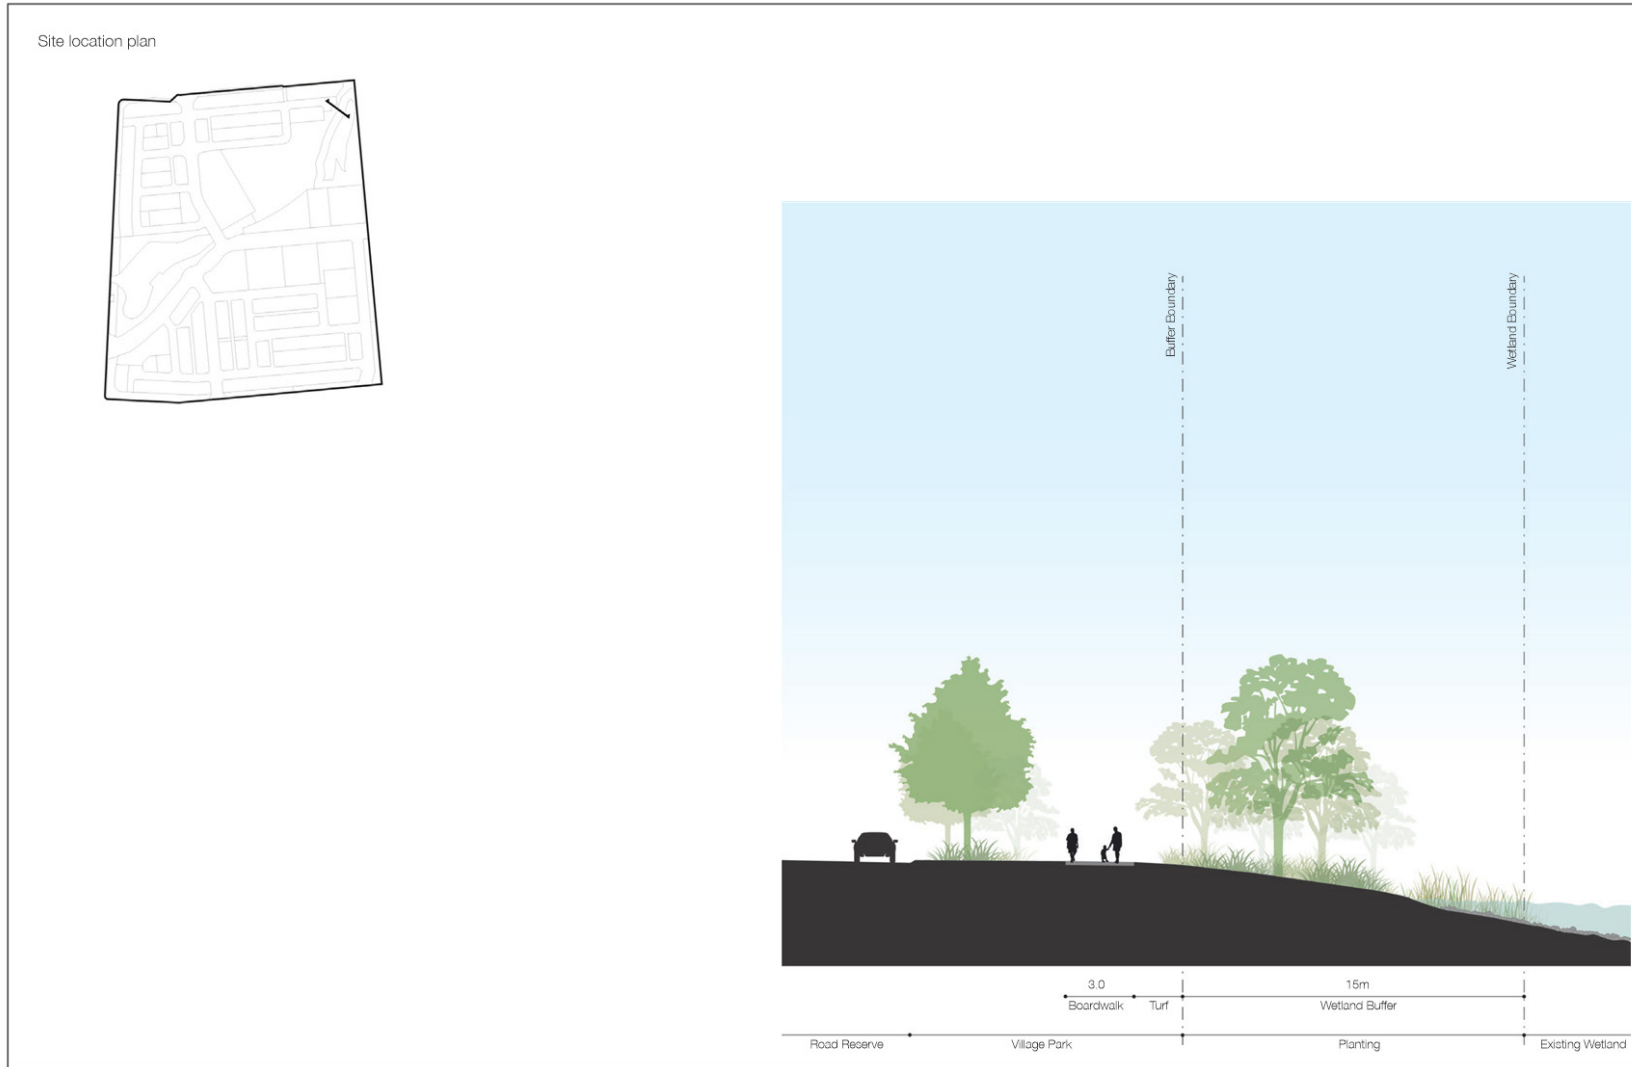 Site location plan
Buffer Boundary
Wetland Boundary
3.0
15m
Boardwalk
Turf
Wetland Buffer
Road Reserve
Village Park
Planting
Existing Wetland